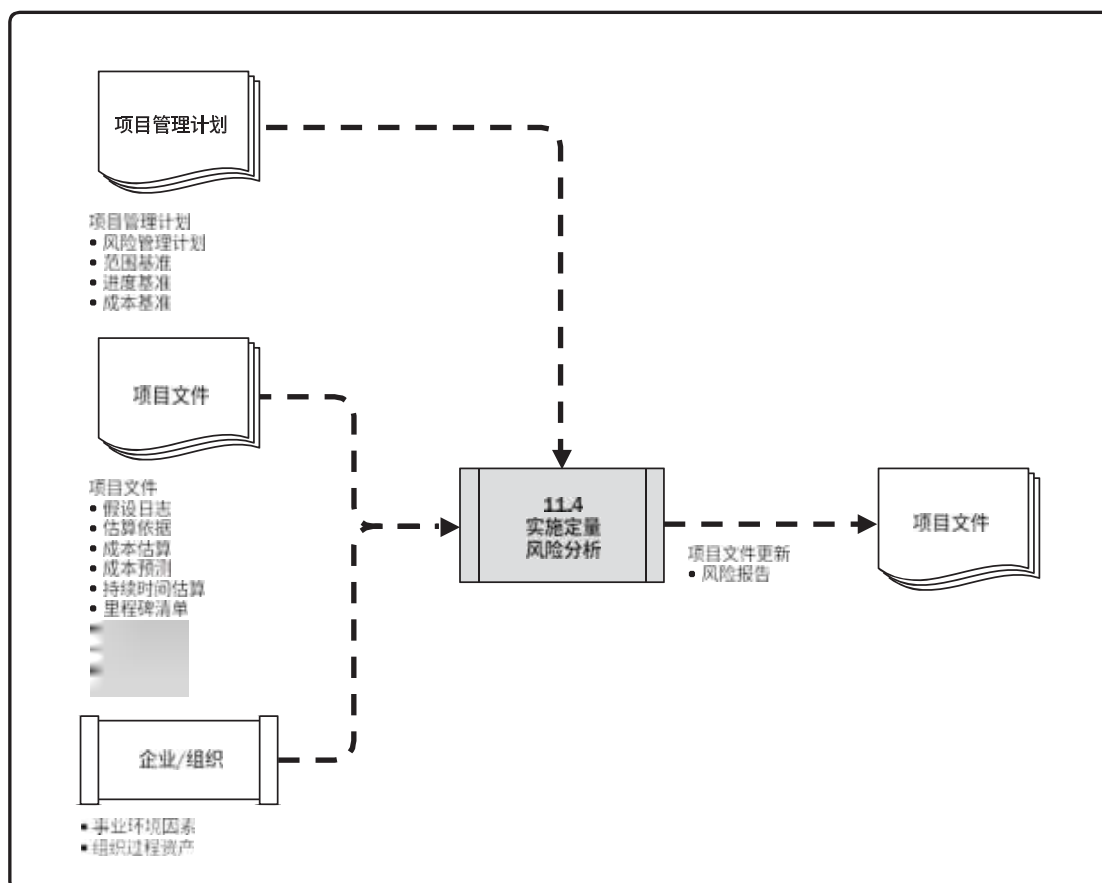 项目管理计划
项目管理计划
• 风险管理计划
• 范围基准
• 进度基准
• 成本基准
项目文件
项目文件
• 假设日志
• 估算依据
• 成本估算
• 成本预测
• 持续时间估算
• 里程碑清单
企业/组织
• 事业环境因素
• 组织过程资产
11.4
实施定量
风险分析
项目文件更新
• 风险报告
项目文件